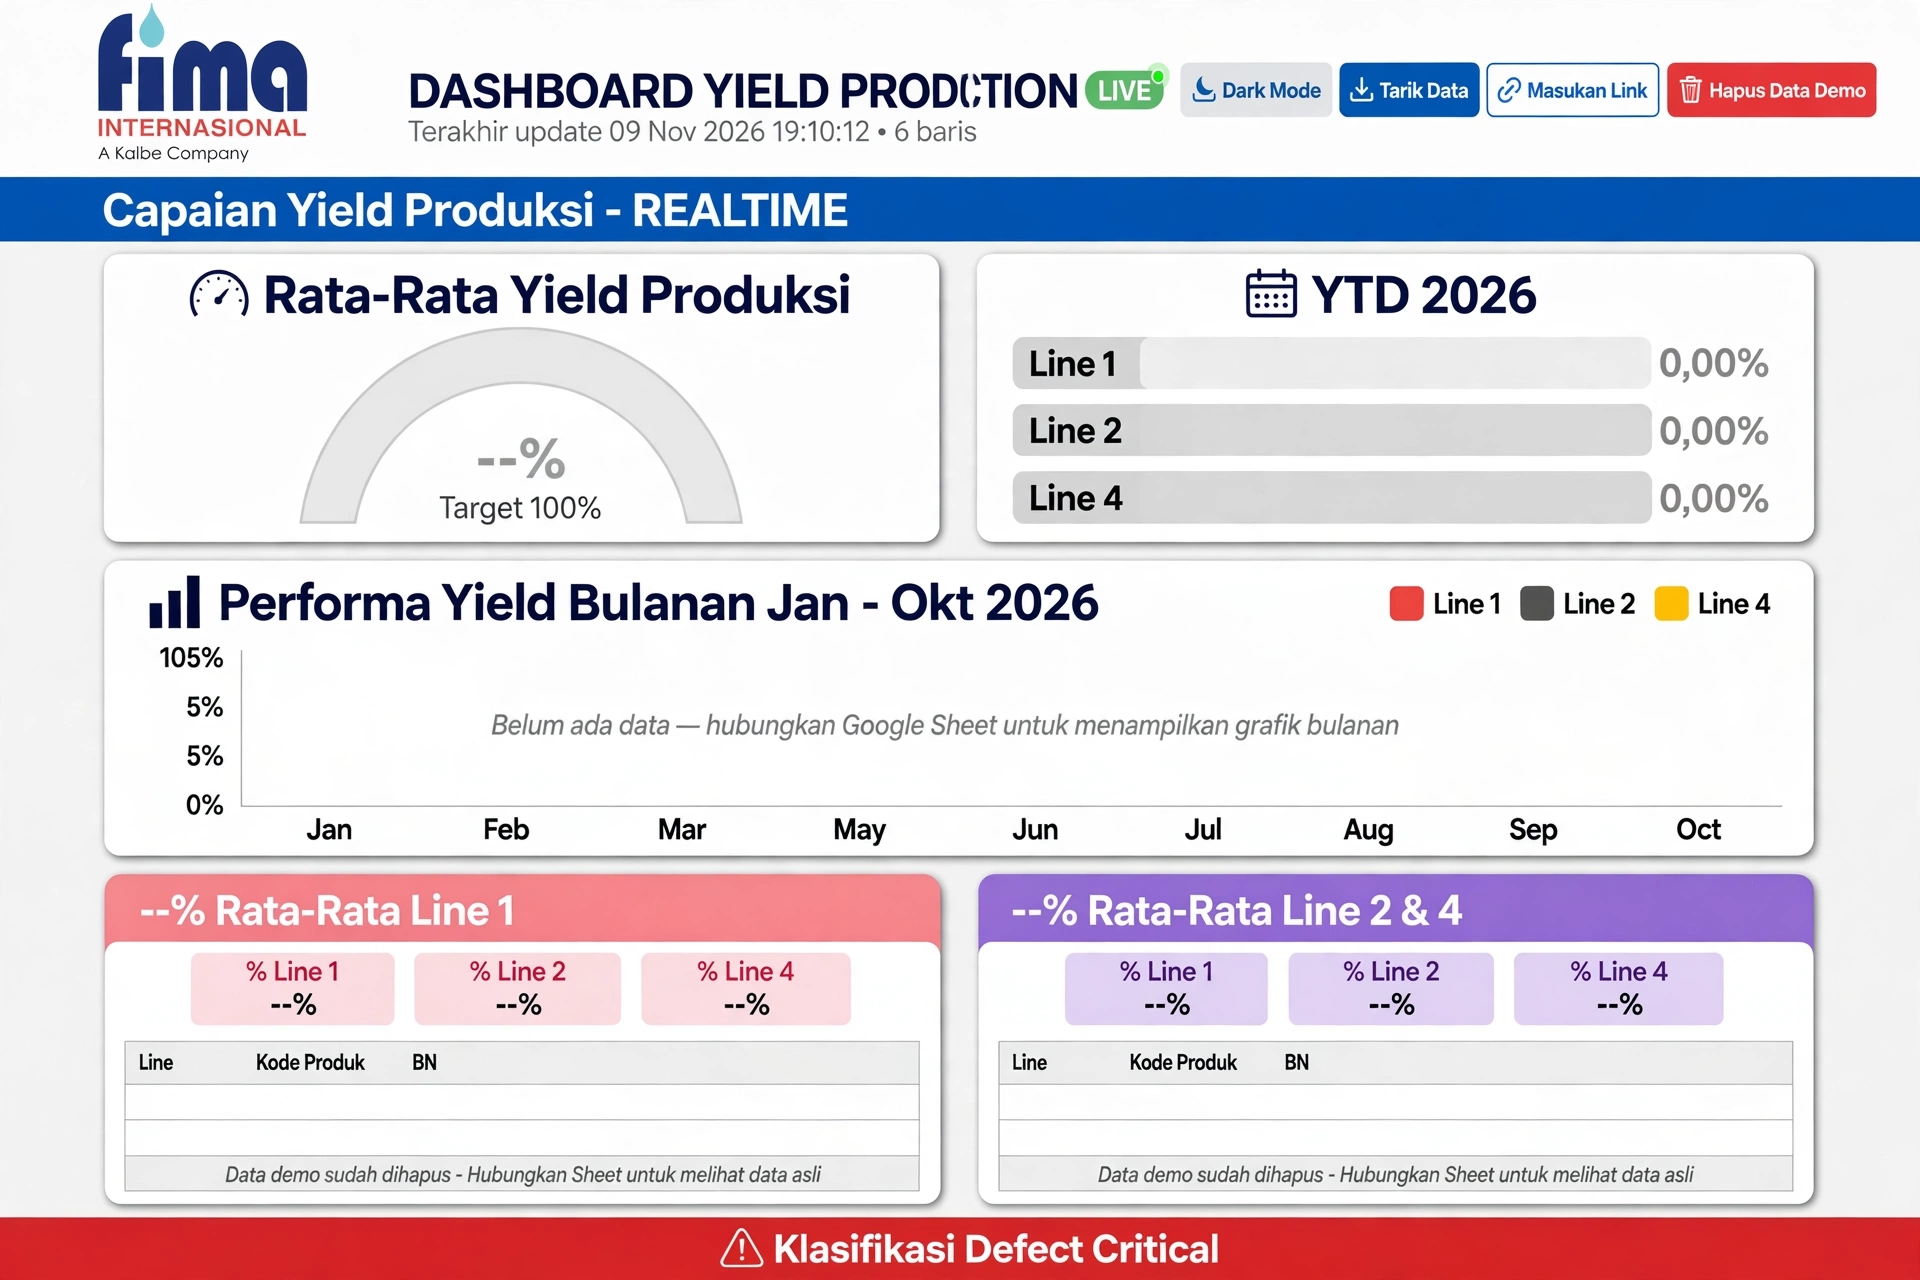 fima
INTERNASIONAL
A Kalbe Company
DASHBOARD YIELD PRODUCTION LIVE
Terakhir update 09 Nov 2026 19:10:12 • 6 baris
Dark Mode
Tarik Data
Masukan Link
Hapus Data Demo
Capaian Yield Produksi - REALTIME
Rata-Rata Yield Produksi
--%
Target 100%
YTD 2026
Line 1 0,00%
Line 2 0,00%
Line 4 0,00%
Performa Yield Bulanan Jan - Okt 2026
Line 1 Line 2 Line 4
105%
5%
5%
0%
Belum ada data — hubungkan Google Sheet untuk menampilkan grafik bulanan
Jan Feb Mar May Jun Jul Aug Sep Oct
--% Rata-Rata Line 1
% Line 1 % Line 2 % Line 4
--% --% --%
Line Kode Produk BN
Data demo sudah dihapus - Hubungkan Sheet untuk melihat data asli
--% Rata-Rata Line 2 & 4
% Line 1 % Line 2 % Line 4
--% --% --%
Line Kode Produk BN
Data demo sudah dihapus - Hubungkan Sheet untuk melihat data asli
Klasifikasi Defect Critical